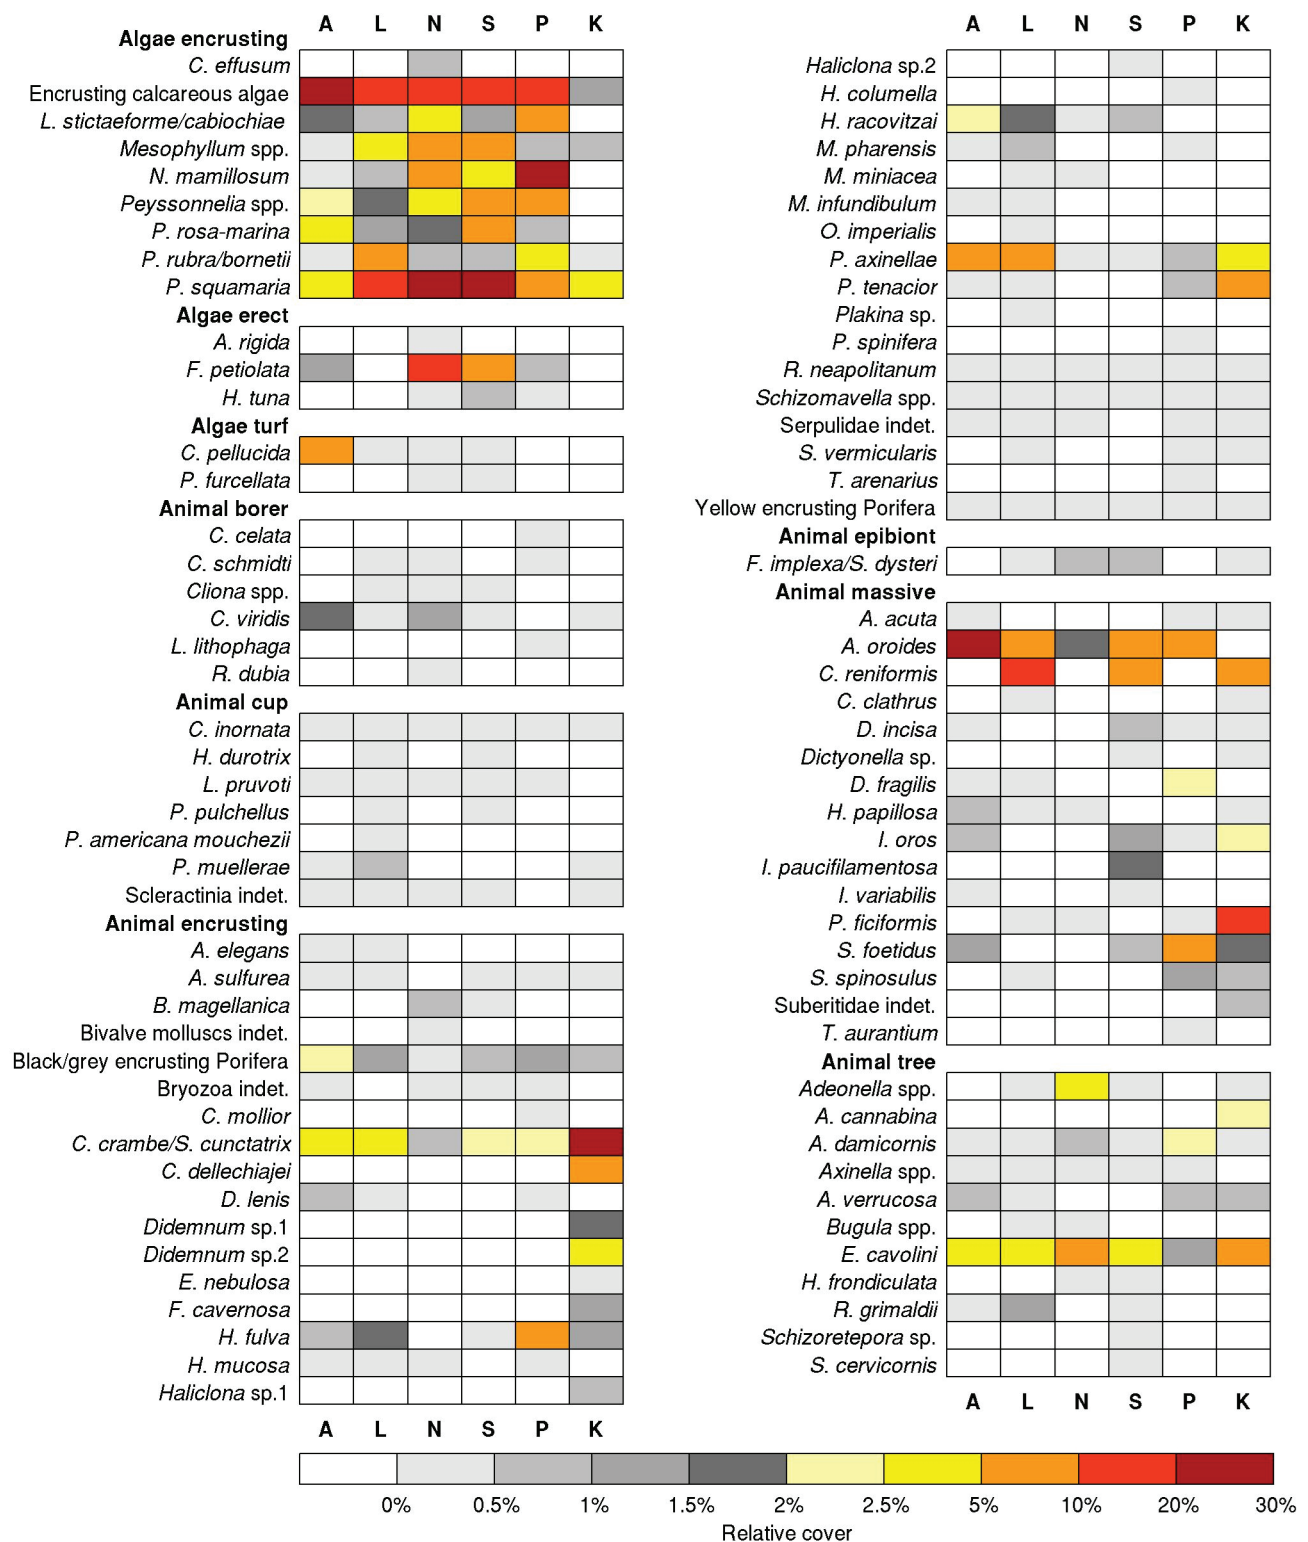 A L N S P K
Algae encrusting
C. effusum
Encrusting calcareous algae
L. stictaeforme/cabiochiae
Mesophyllum spp.
N. mamillosum
Peyssonnelia spp.
P. rosa-marina
P. rubra/bornetii
P. squamaria
Algae erect
A. rigida
F. petiolata
H. tuna
Algae turf
C. pellucida
P. furcellata
Animal borer
C. celata
C. schmidti
Cliona spp.
C. viridis
L. lithophaga
R. dubia
Animal cup
C. inornata
H. durotrix
L. pruvoti
P. pulchellus
P. americana mouchezii
P. muellerae
Scleractinia indet.
Animal encrusting
A. elegans
A. sulfurea
B. magellanica
Bivalve molluscs indet.
Black/grey encrusting Porifera
Bryozoa indet.
C. mollior
C. crambe/S. cunctatrix
C. dellechiajei
D. lenis
Didemnum sp.1
Didemnum sp.2
E. nebulosa
F. cavernosa
H. fulva
H. mucosa
Haliclona sp.1
A L N S P K
A L N S P K
Haliclona sp.2
H. columella
H. racovitzai
M. pharensis
M. miniacea
M. infundibulum
O. imperialis
P. axinellae
P. tenacior
Plakina sp.
P. spinifera
R. neapolitanum
Schizomavella spp.
Serpulidae indet.
S. vermicularis
T. arenarius
Yellow encrusting Porifera
Animal epibiont
F. implexa/S. dysteri
Animal massive
A. acuta
A. oroides
C. reniformis
C. clathrus
D. incisa
Dictyonella sp.
D. fragilis
H. papillosa
I. oros
I. paucifilamentosa
I. variabilis
P. ficiformis
S. foetidus
S. spinosulus
Suberitidae indet.
T. aurantium
Animal tree
Adeonella spp.
A. cannabina
A. damicornis
Axinella spp.
A. verrucosa
Bugula spp.
E. cavolini
H. frondiculata
R. grimaldii
Schizoretepora sp.
S. cervicornis
A L N S P K
0% 0.5% 1% 1.5% 2% 2.5% 5% 10% 20% 30%
Relative cover